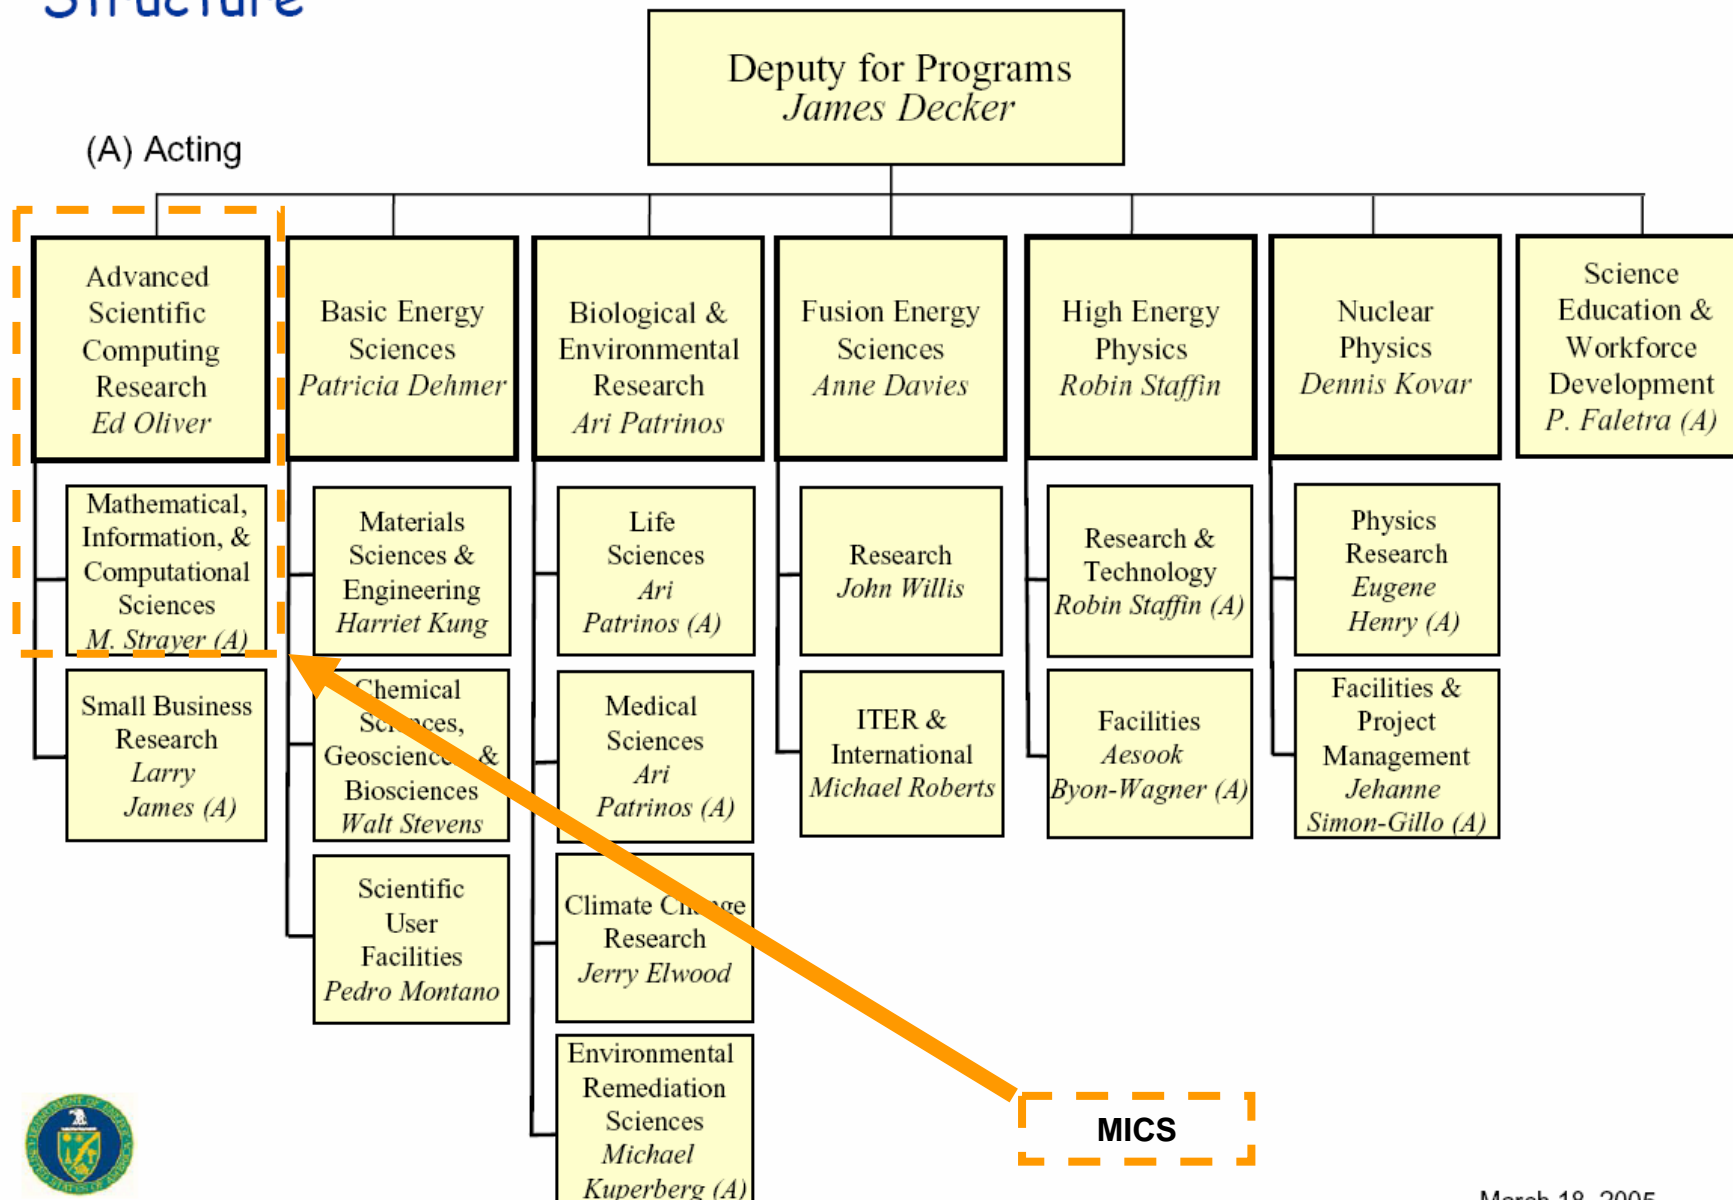 Structure
Deputy for Programs
James Decker
(A) Acting
Advanced
Scientific
Computing
Research
Ed Oliver
Basic Energy
Sciences
Patricia Dehmer
Biological &
Environmental
Research
Ari Patrinos
Fusion Energy
Sciences
Anne Davies
High Energy
Physics
Robin Staffin
Nuclear
Physics
Dennis Kovar
Science
Education &
Workforce
Development
P. Faletra (A)
Mathematical,
Information, &
Computational
Sciences
M. Strayer (A)
Small Business
Research
Larry
James (A)
Materials
Sciences &
Engineering
Harriet Kung
Chemical
Sciences,
Geosciences &
Biosciences
Walt Stevens
Scientific
User
Facilities
Pedro Montano
Life
Sciences
Ari
Patrinos (A)
Medical
Sciences
Ari
Patrinos (A)
Climate Change
Research
Jerry Elwood
Environmental
Remediation
Sciences
Michael
Kuperberg (A)
Research
John Willis
ITER &
International
Michael Roberts
Research &
Technology
Robin Staffin (A)
Facilities
Aesook
Byon-Wagner (A)
Physics
Research
Eugene
Henry (A)
Facilities &
Project
Management
Jehanne
Simon-Gillo (A)
MICS
March 18, 2005